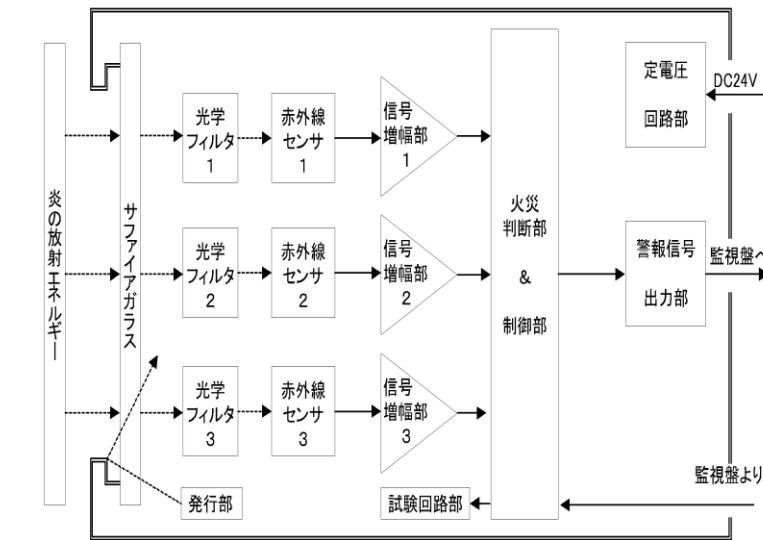 炎の放射エネルギー
サファイアガラス
光学
フィルタ
1
赤外線
センサ
1
信号
増幅部
1
光学
フィルタ
2
赤外線
センサ
2
信号
増幅部
2
光学
フィルタ
3
赤外線
センサ
3
信号
増幅部
3
発行部
試験回路部
火災
判断部
&
制御部
定電圧
回路部
DC24V
警報信号
出力部
監視盤へ
監視盤より